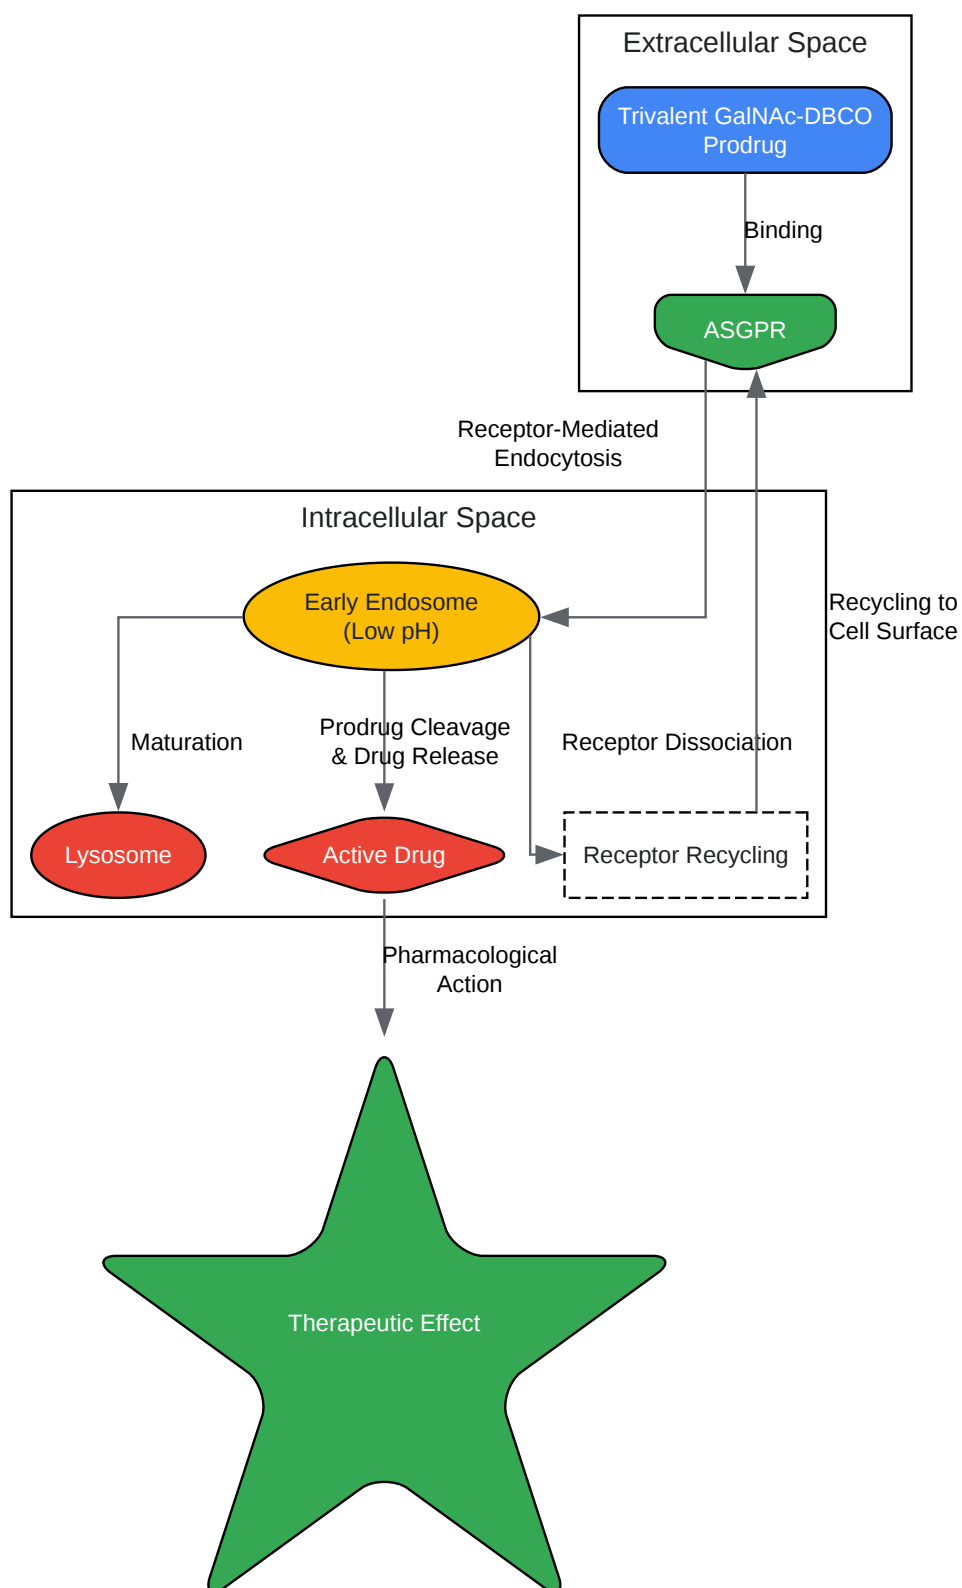 Extracellular Space
Trivalent GalNAc-DBCO
Prodrug
Binding
ASGPR
Receptor-Mediated
Endocytosis
Intracellular Space
Early Endosome
(Low pH)
Recycling to
Cell Surface
Maturation
Prodrug Cleavage
& Drug Release
Receptor Dissociation
Lysosome
Active Drug
Receptor Recycling
Pharmacological
Action
Therapeutic Effect